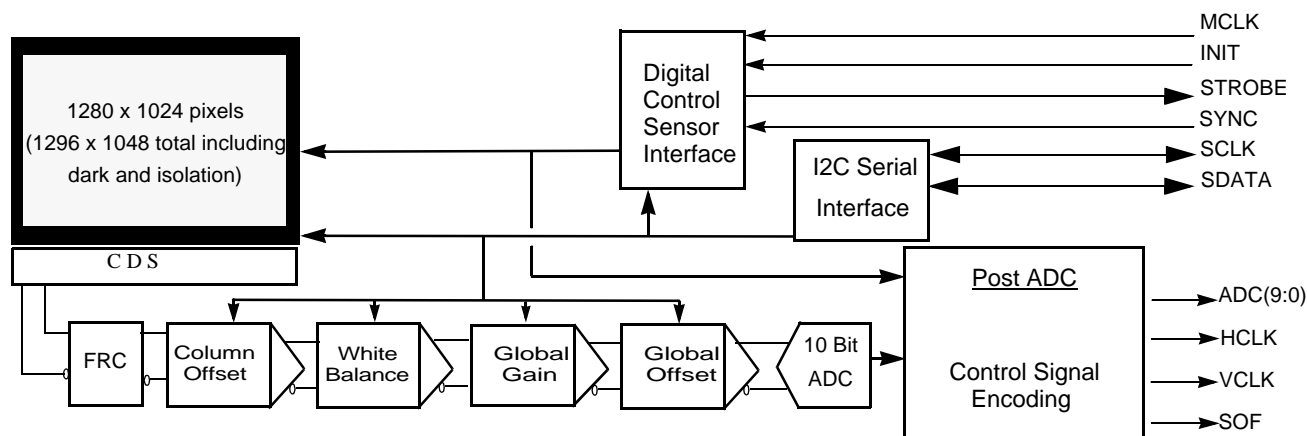 1280 x 1024 pixels
(1296 x 1048 total including
dark and isolation)
C D S
Digital
Control
Sensor
Interface
MCLK
INIT
STROBE
SYNC
SCLK
SDATA
I2C Serial
Interface
FRC
Column
Offset
White
Balance
Global
Gain
Global
Offset
10 Bit
ADC
Post ADC
Control Signal
Encoding
ADC(9:0)
HCLK
VCLK
SOF